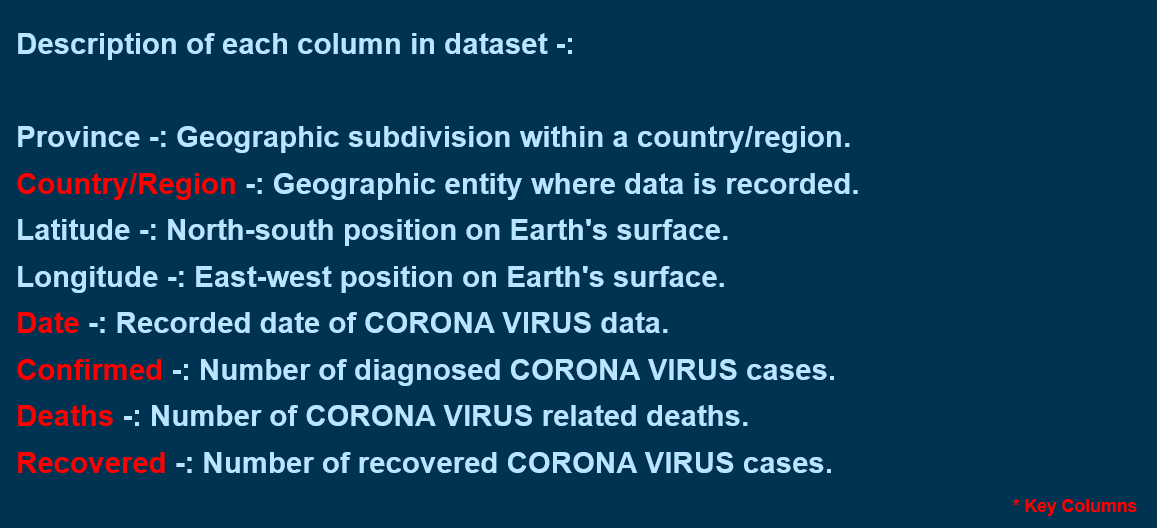 Description of each column in dataset -:
Province -: Geographic subdivision within a country/region.
Country/Region -: Geographic entity where data is recorded.
Latitude -: North-south position on Earth's surface.
Longitude -: East-west position on Earth's surface.
Date -: Recorded date of CORONA VIRUS data.
Confirmed -: Number of diagnosed CORONA VIRUS cases.
Deaths -: Number of CORONA VIRUS related deaths.
Recovered -: Number of recovered CORONA VIRUS cases.
* Key Columns